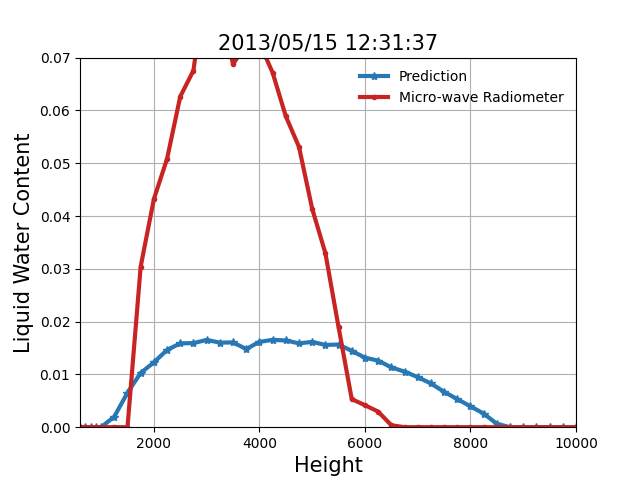 2013/05/15 12:31:37
Prediction
Micro-wave Radiometer
Liquid Water Content
0.07
0.06
0.05
0.04
0.03
0.02
0.01
0.00
2000 4000 6000 8000 10000
Height